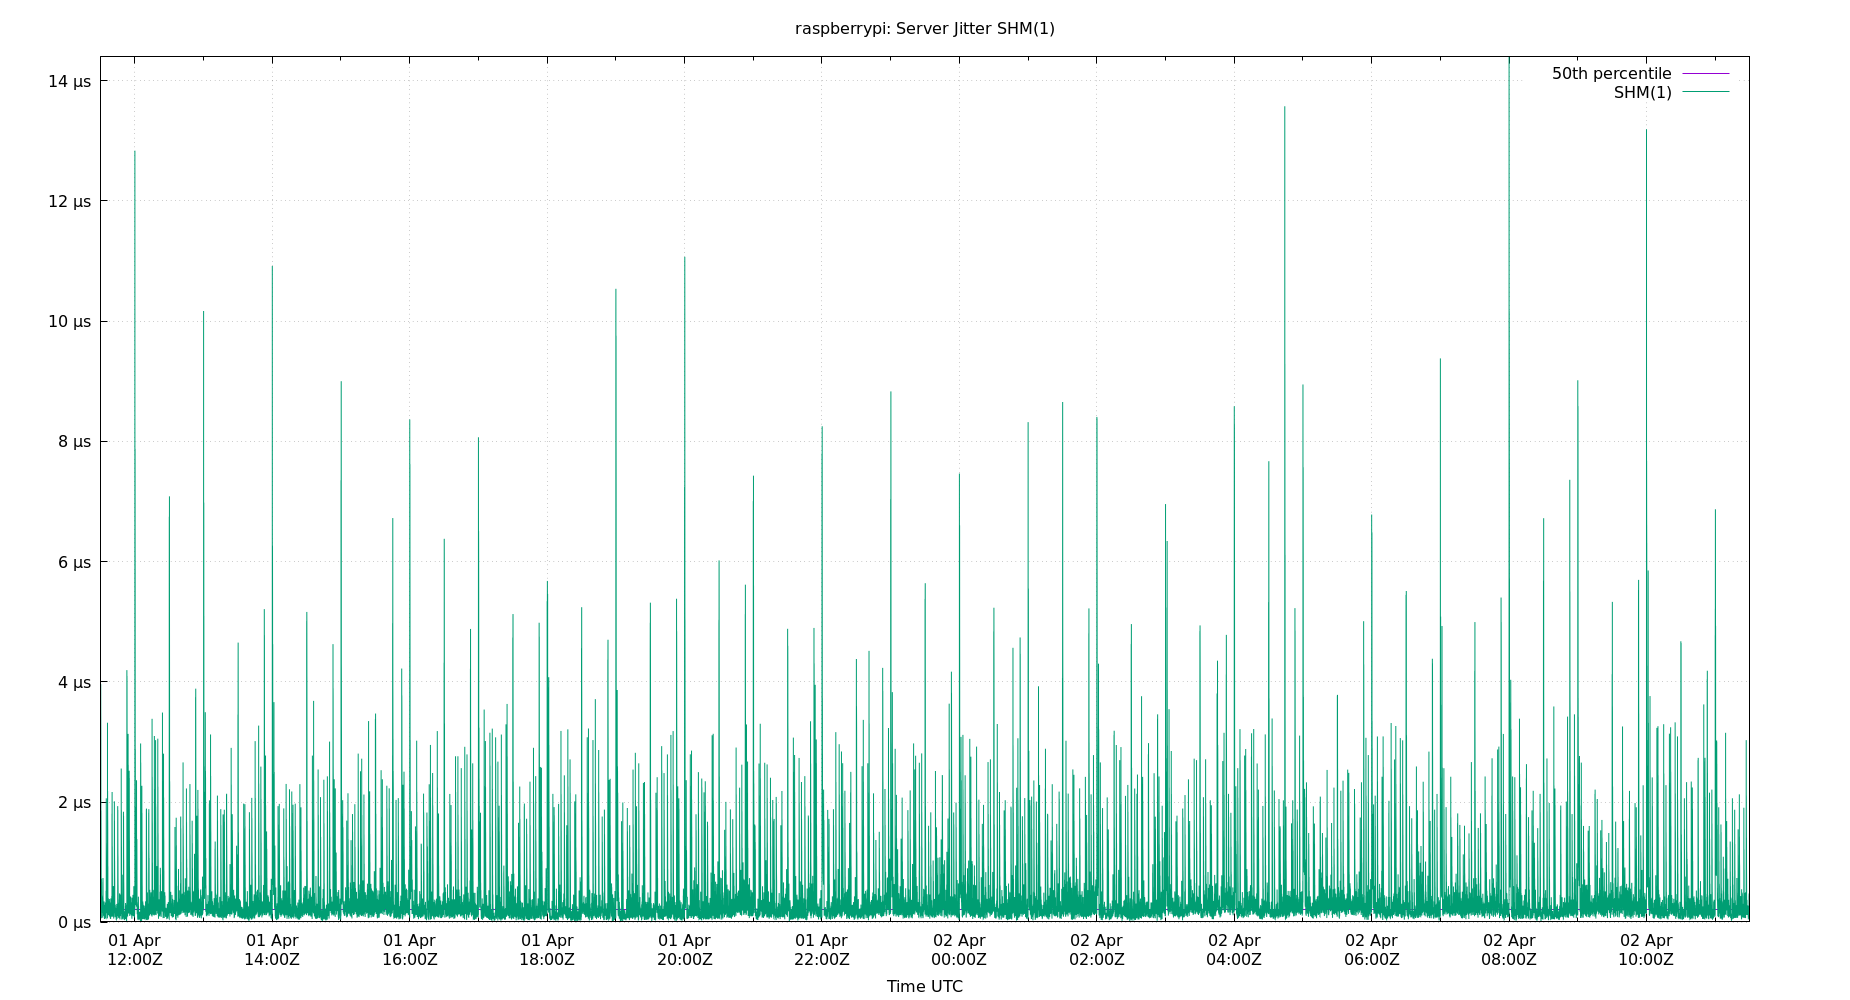 raspberrypi: Server Jitter SHM(1)
50th percentile
SHM(1)
14 µs
12 µs
10 µs
8 µs
6 µs
4 µs
2 µs
0 µs
01 Apr 01 Apr 01 Apr 01 Apr 01 Apr 01 Apr 02 Apr 02 Apr 02 Apr 02 Apr 02 Apr 02 Apr
12:00Z 14:00Z 16:00Z 18:00Z 20:00Z 22:00Z 00:00Z 02:00Z 04:00Z 06:00Z 08:00Z 10:00Z
Time UTC